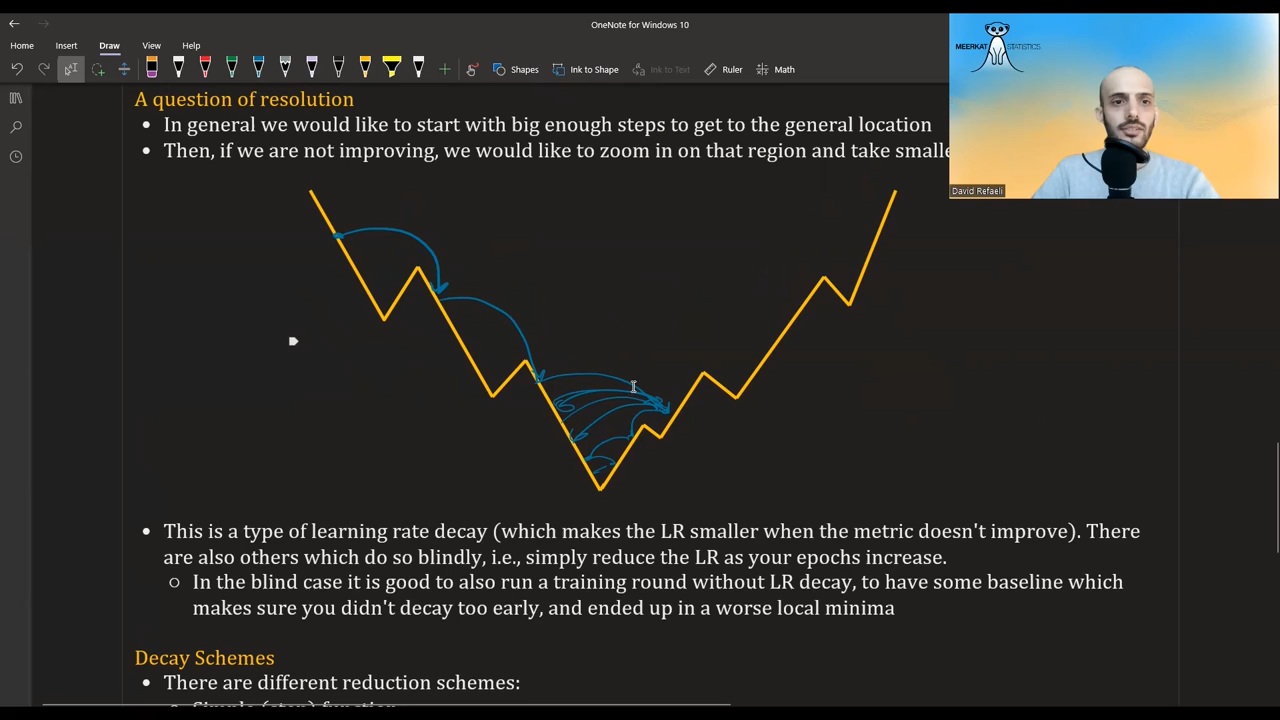 OneNote for Windows 10
Home Insert Draw View Help
Shapes Ink to Shape Ink to Text Ruler Math
MEERKAT STATISTICS
David Refaeli
A question of resolution
• In general we would like to start with big enough steps to get to the general location
• Then, if we are not improving, we would like to zoom in on that region and take
• This is a type of learning rate decay (which makes the LR smaller when the metric doesn't improve). There
are also others which do so blindly, i.e., simply reduce the LR as your epochs increase.
○ In the blind case it is good to also run a training round without LR decay, to have some baseline which
makes sure you didn't decay too early, and ended up in a worse local minima
Decay Schemes
• There are different reduction schemes:
Simple (step) function